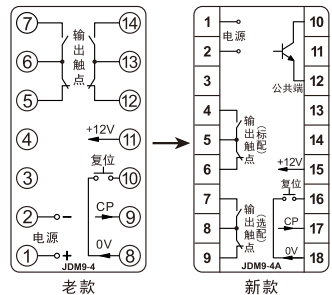 ⑦
⑭
输出触点
⑥
⑬
⑤
⑫
④
+12V
⑪
③
复位
⑩
②
CP
⑨
电源
①
+
0V
⑧
JDM9-4
老款
1
电源
2
3
10
11
12
公共端
4
5
6
输出触点
(标配)
13
14
+12V
15
7
8
9
输出触点
(选配)
复位
16
CP
17
0V
18
JDM9-4A
新款